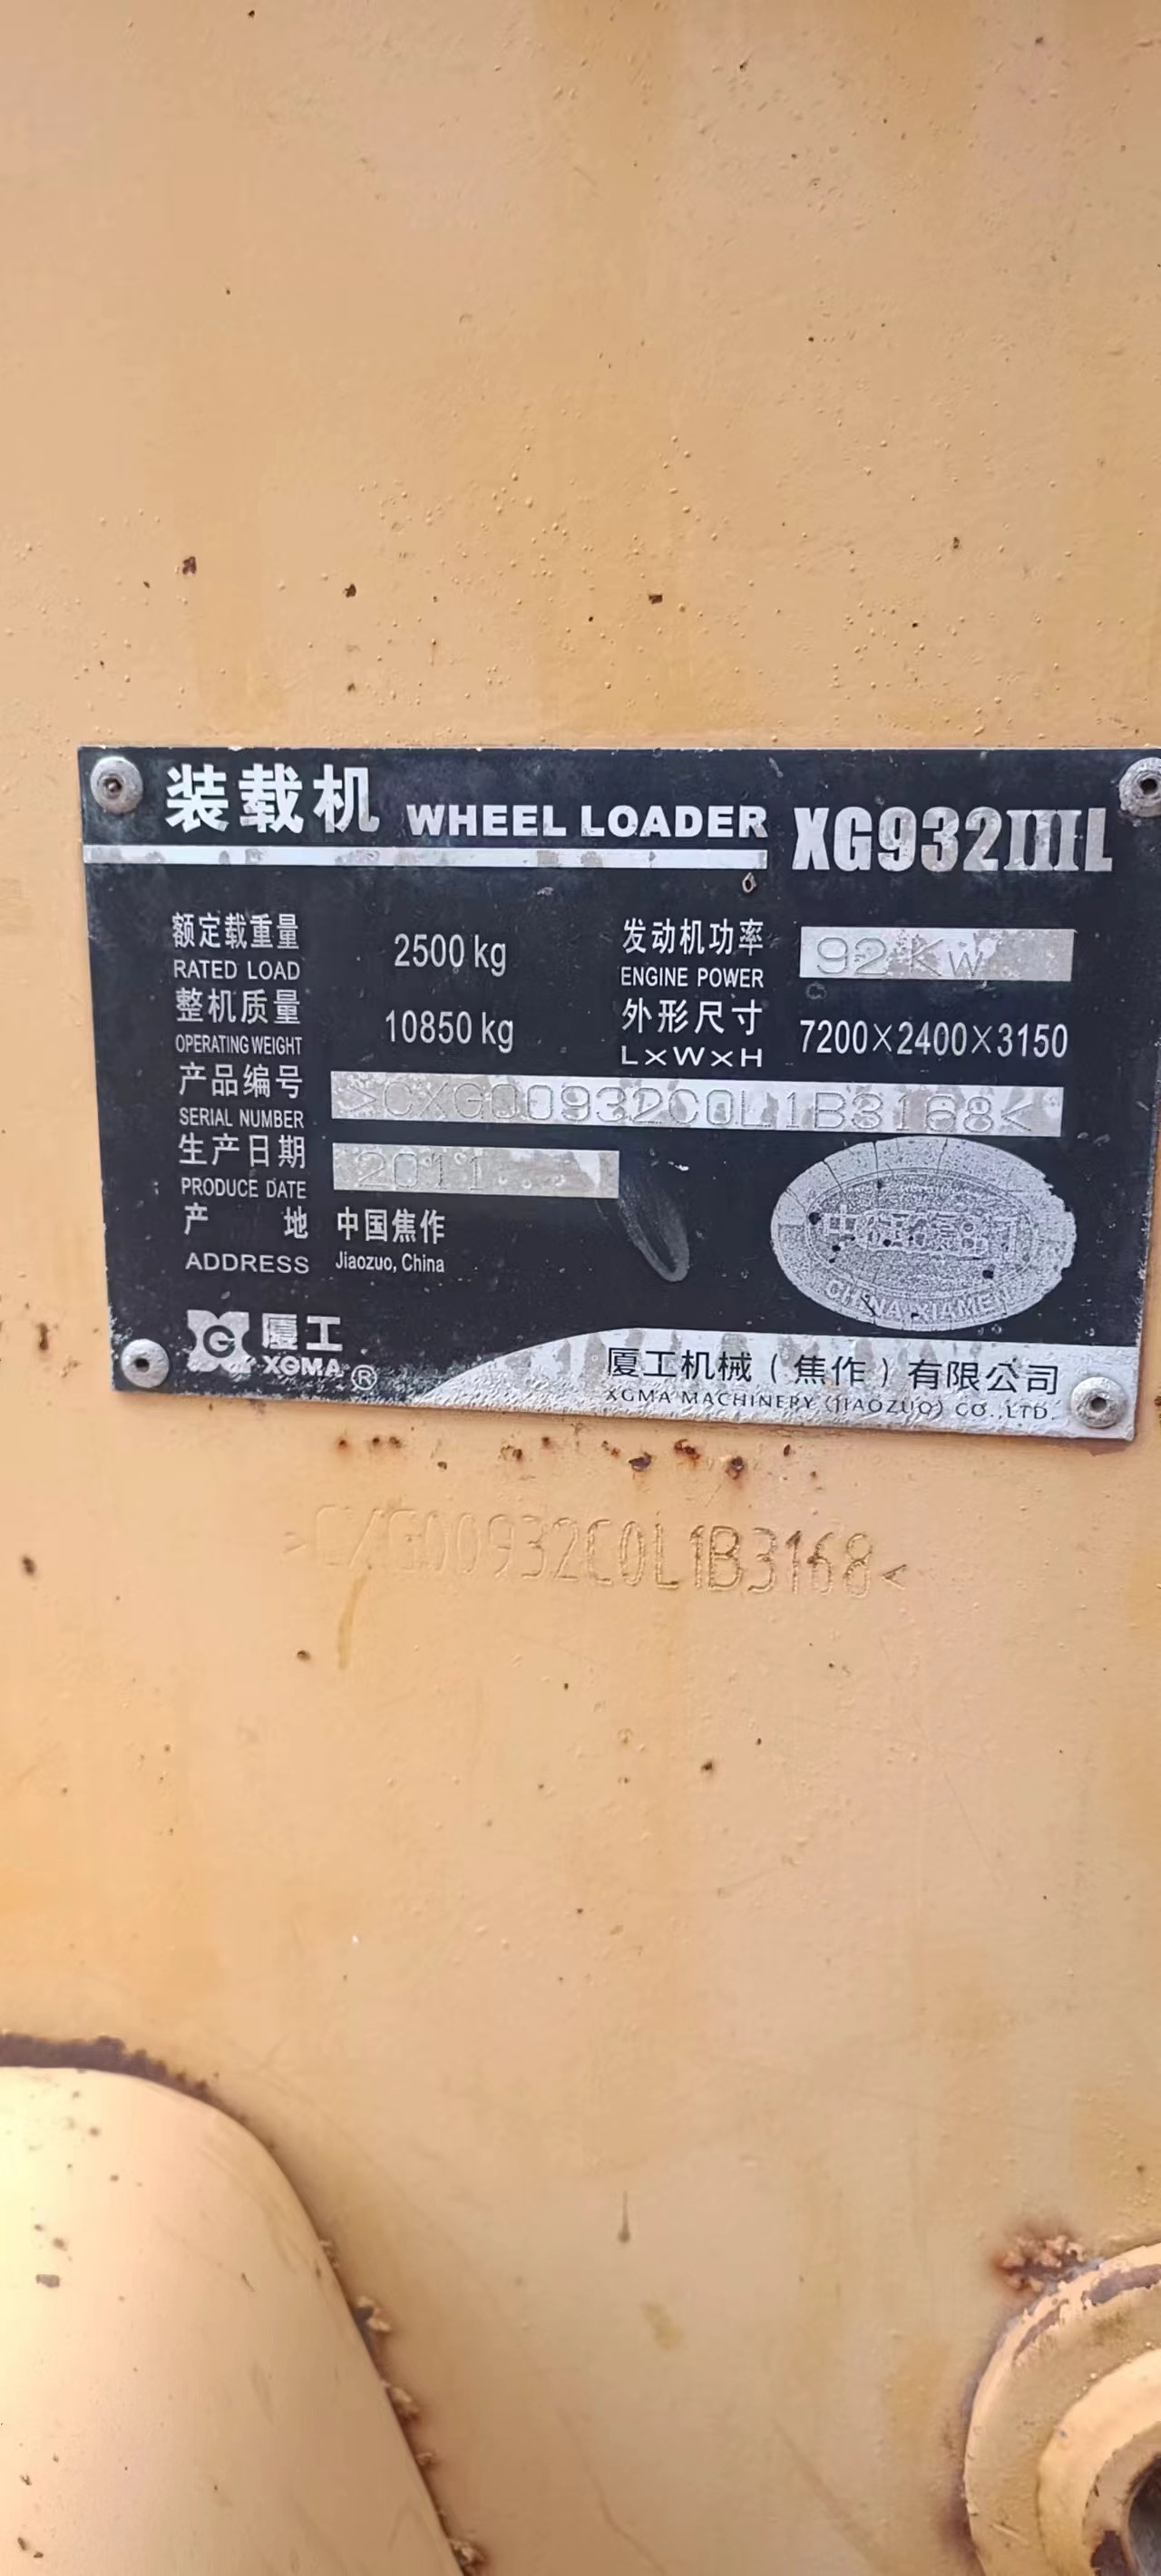 装载机 WHEEL LOADER XG932IIIL
额定载重量 2500 kg 发动机功率 92KW
RATED LOAD ENGINE POWER
整机质量 10850 kg 外形尺寸 7200×2400×3150
OPERATING WEIGHT L×W×H
产品编号 >CXG00932C0L1B3168<
SERIAL NUMBER
生产日期 2011
PRODUCE DATE
产 地 中国焦作
ADDRESS Jiaozuo, China
CHINA XIAMEN
厦工
XGMA®
厦工机械（焦作）有限公司
XGMA MACHINERY (JIAOZUO) CO.,LTD.
>CXG00932C0L1B3168<